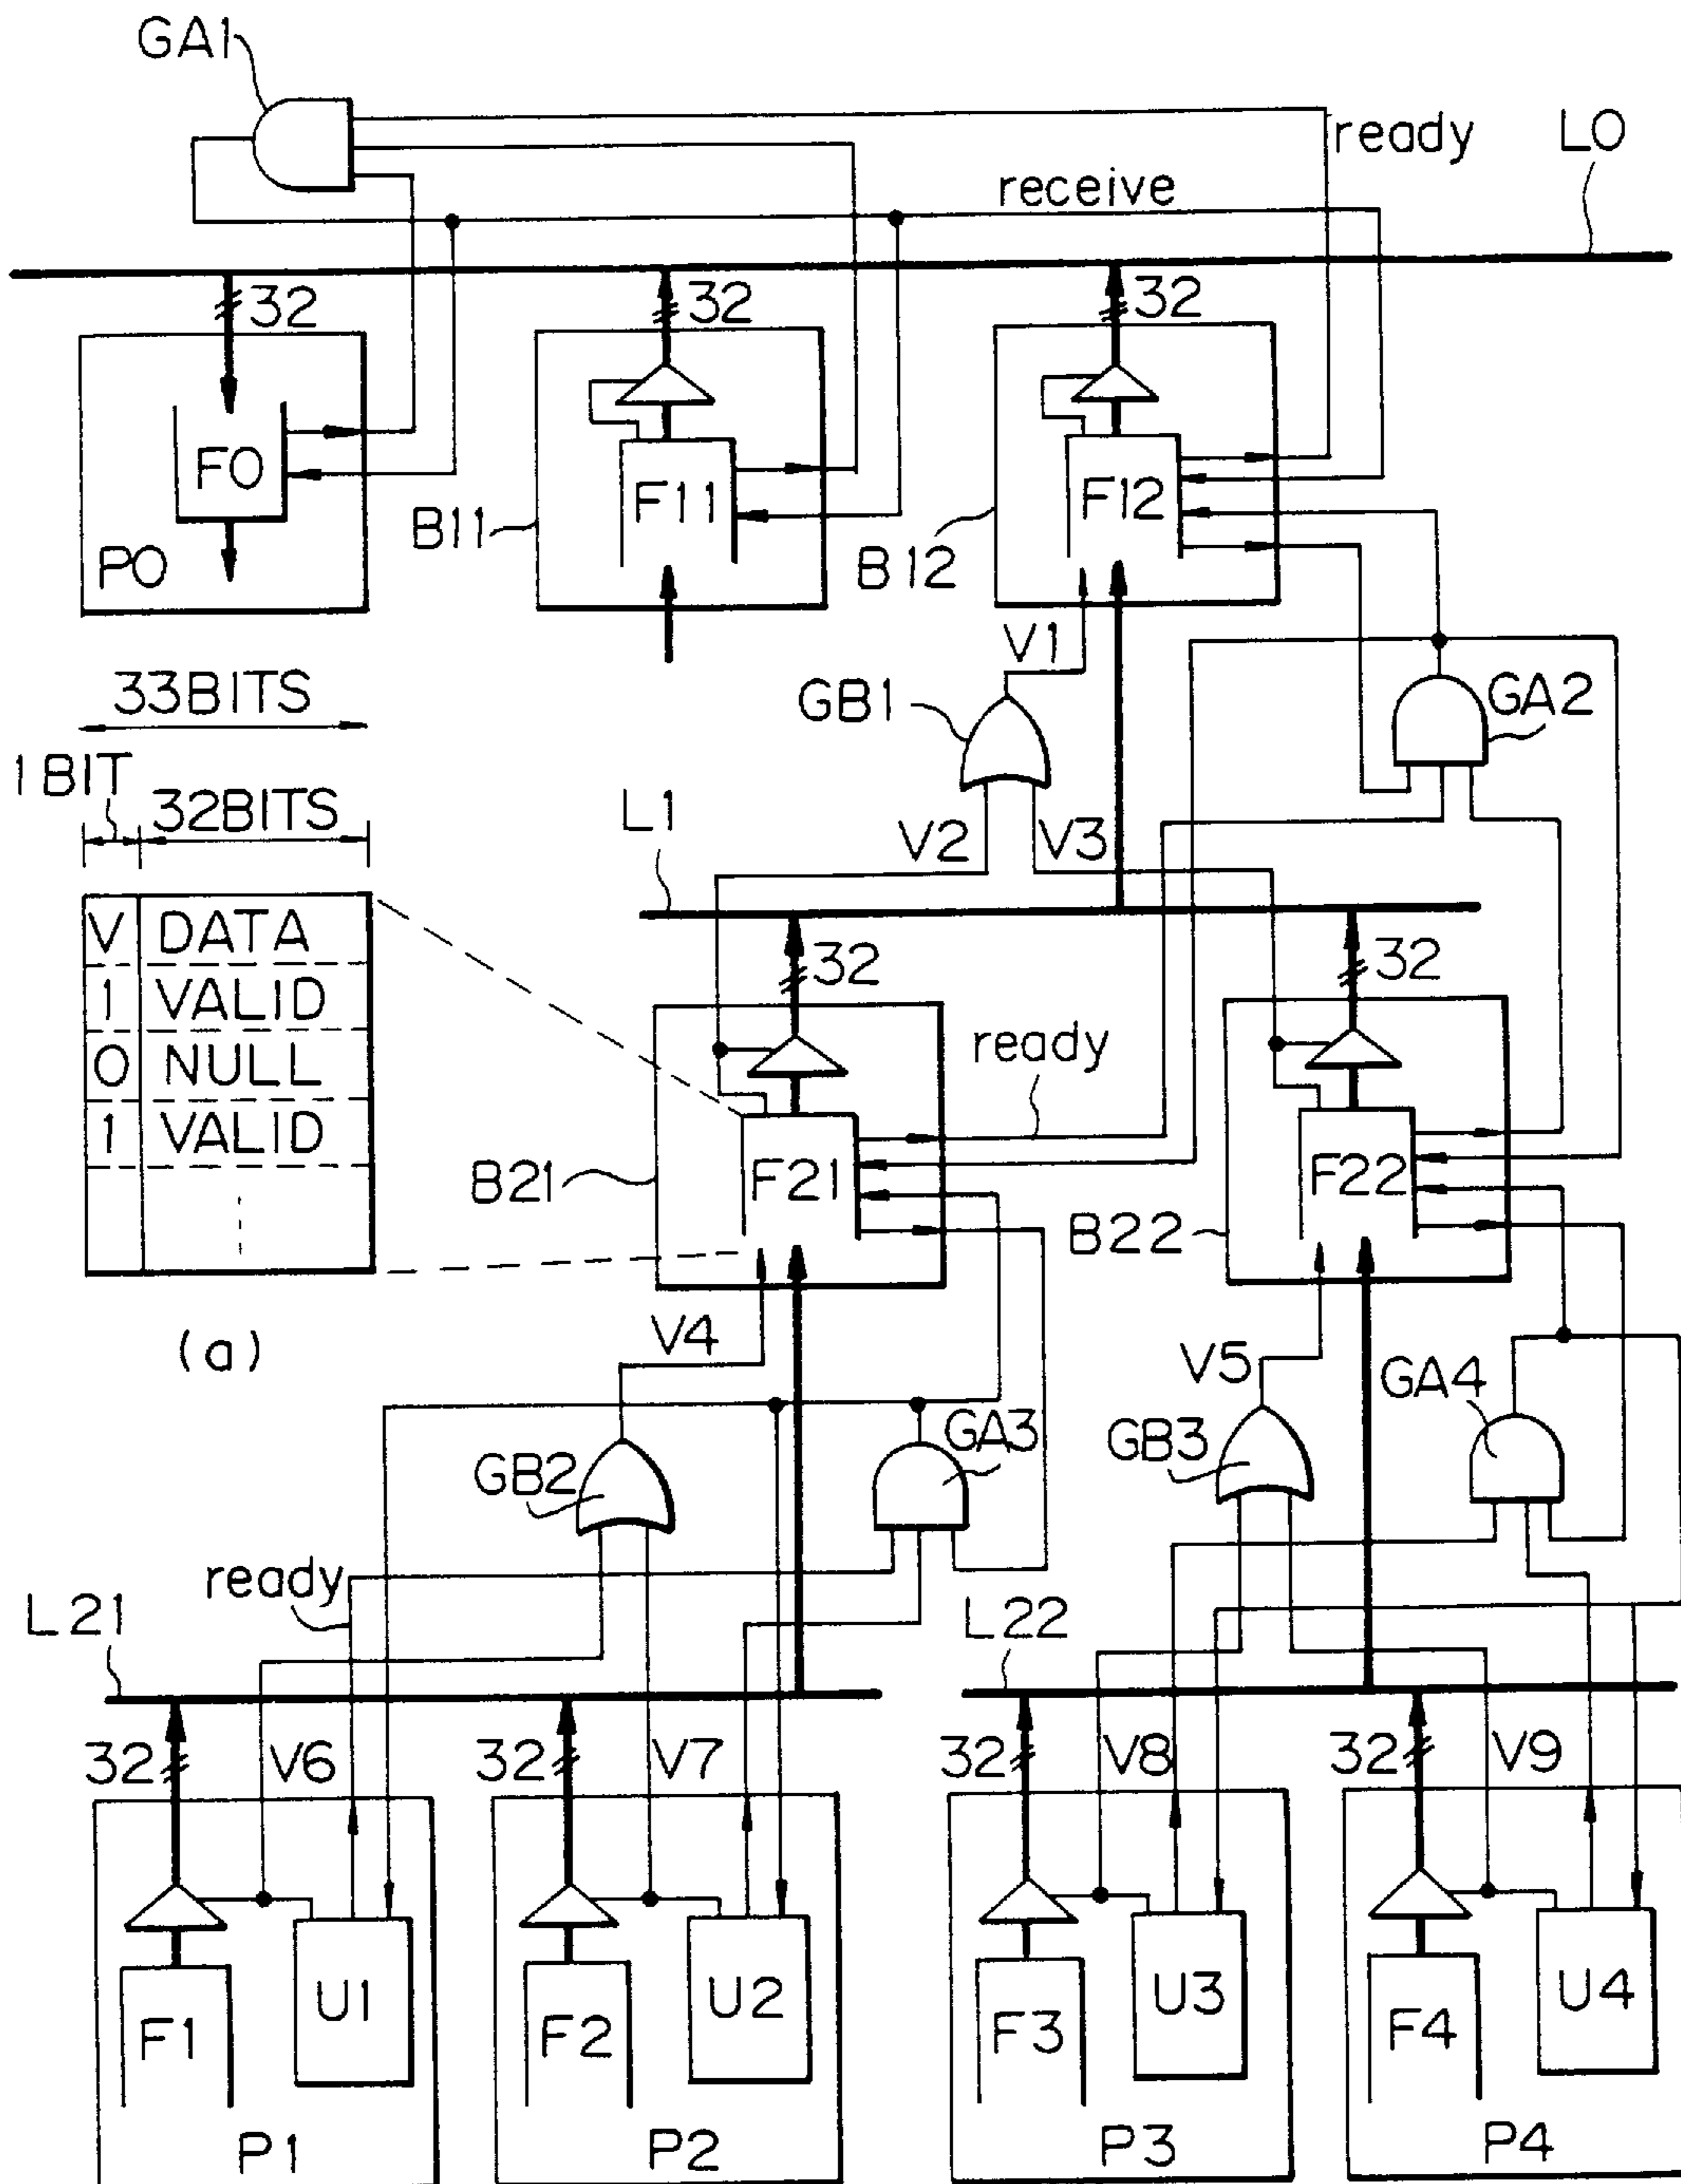 GA1
ready
L0
receive
32
32
32
F0
F11
F12
P0
B11
B12
V1
33BITS
GB1
GA2
1BIT
32BITS
L1
V2
V3
V DATA
1 VALID
0 NULL
1 VALID
32
32
ready
B21
F21
F22
B22
(a)
V4
V5
GA4
GB2
GA3
GB3
ready
L21
L22
32
V6
32
V7
32
V8
32
V9
F1
U1
F2
U2
F3
U3
F4
U4
P1
P2
P3
P4